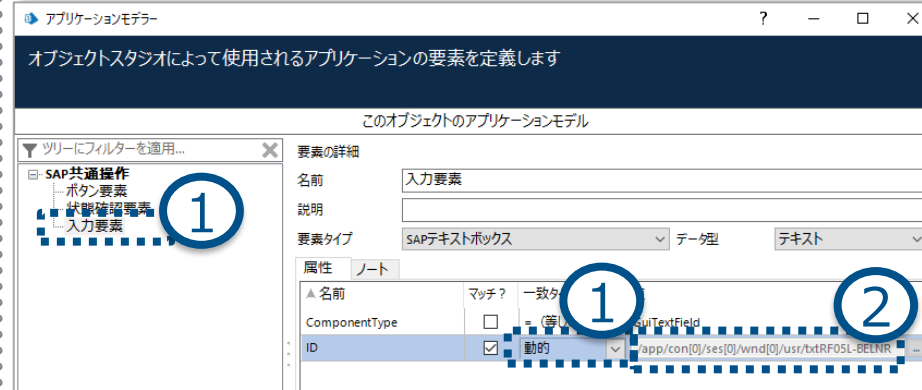 アプリケーションモデラー
オブジェクトスタジオによって使用されるアプリケーションの要素を定義します
このオブジェクトのアプリケーションモデル
ツリーにフィルターを適用...
SAP共通操作
ボタン要素
状態確認要素
入力要素
1
要素の詳細
名前 入力要素
説明
要素タイプ SAPテキストボックス データ型 テキスト
属性 ノート
名前 マッチ? 一致タ
ComponentType = (等し GuiTextField
ID 動的 /app/con[0]/ses[0]/wnd[0]/usr/txtRF05L-BELNR ...
1
2